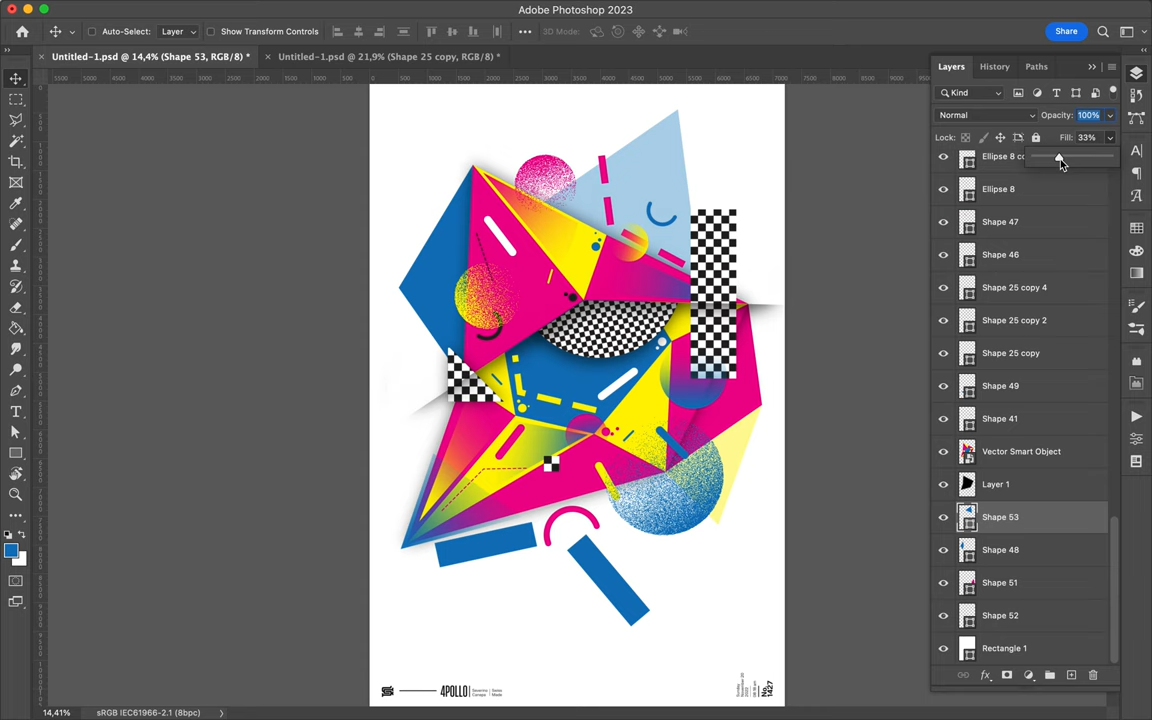 Adobe Photoshop 2023
Auto-Select: Layer Show Transform Controls 3D Mode: Share
Untitled-1.psd @ 14,4% (Shape 53, RGB/8) *
Untitled-1.psd @ 21,9% (Shape 25 copy, RGB/8) *
Layers History Paths
Kind
Normal Opacity: 100%
Lock: Fill: 33%
Ellipse 8 co
Ellipse 8
Shape 47
Shape 46
Shape 25 copy 4
Shape 25 copy 2
Shape 25 copy
Shape 49
Shape 41
Vector Smart Object
Layer 1
Shape 53
Shape 48
Shape 51
Shape 52
Rectangle 1
4POLLO
No. 1427
14,41% sRGB IEC61966-2.1 (8bpc)